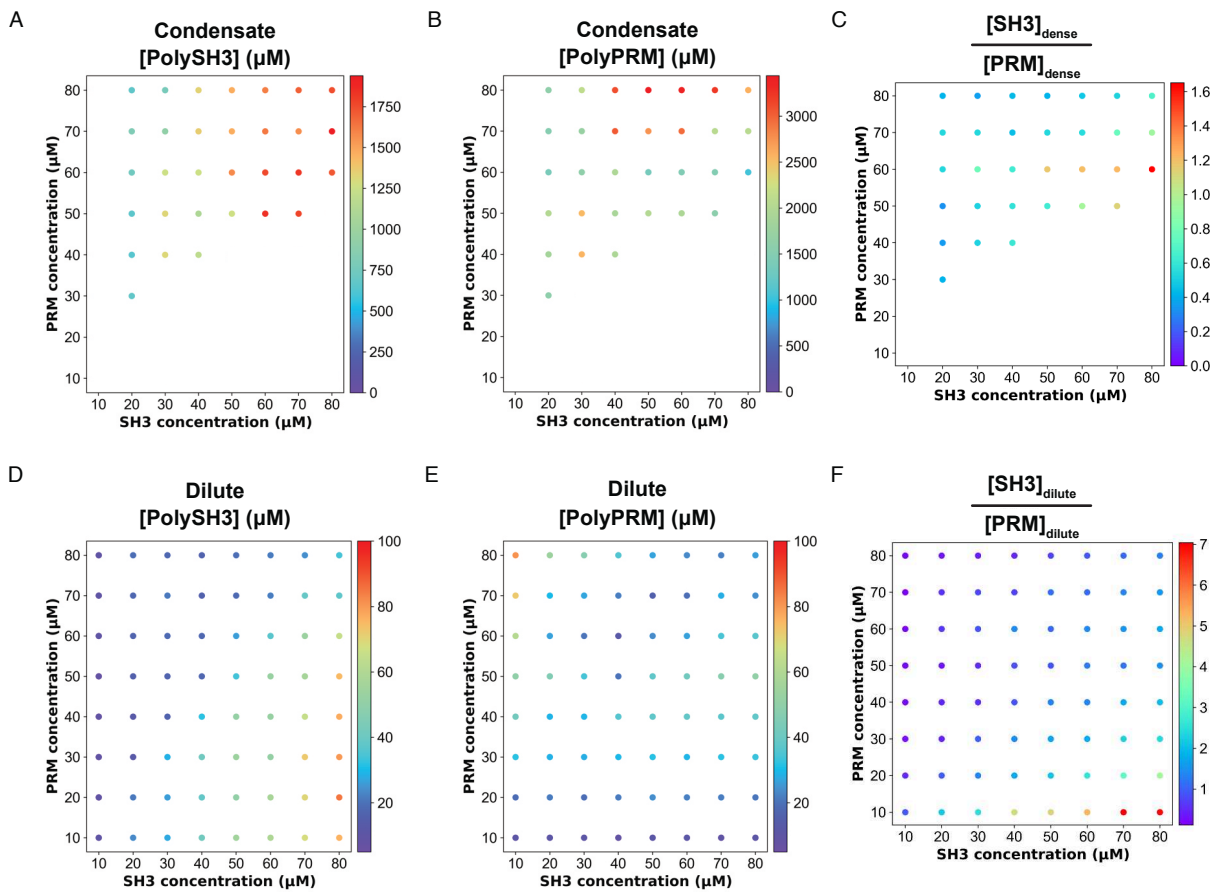 A
Condensate
[PolySH3] (µM)
PRM concentration (µM)
80
70
60
50
40
30
20
10
10 20 30 40 50 60 70 80
SH3 concentration (µM)
1750
1500
1250
1000
750
500
250
0
B
Condensate
[PolyPRM] (µM)
PRM concentration (µM)
80
70
60
50
40
30
20
10
10 20 30 40 50 60 70 80
SH3 concentration (µM)
3000
2500
2000
1500
1000
500
0
C
[SH3]dense
[PRM]dense
PRM concentration (µM)
80
70
60
50
40
30
20
10
10 20 30 40 50 60 70 80
SH3 concentration (µM)
1.6
1.4
1.2
1.0
0.8
0.6
0.4
0.2
0.0
D
Dilute
[PolySH3] (µM)
PRM concentration (µM)
80
70
60
50
40
30
20
10
10 20 30 40 50 60 70 80
SH3 concentration (µM)
100
80
60
40
20
E
Dilute
[PolyPRM] (µM)
PRM concentration (µM)
80
70
60
50
40
30
20
10
10 20 30 40 50 60 70 80
SH3 concentration (µM)
100
80
60
40
20
F
[SH3]dilute
[PRM]dilute
PRM concentration (µM)
80
70
60
50
40
30
20
10
10 20 30 40 50 60 70 80
SH3 concentration (µM)
7
6
5
4
3
2
1